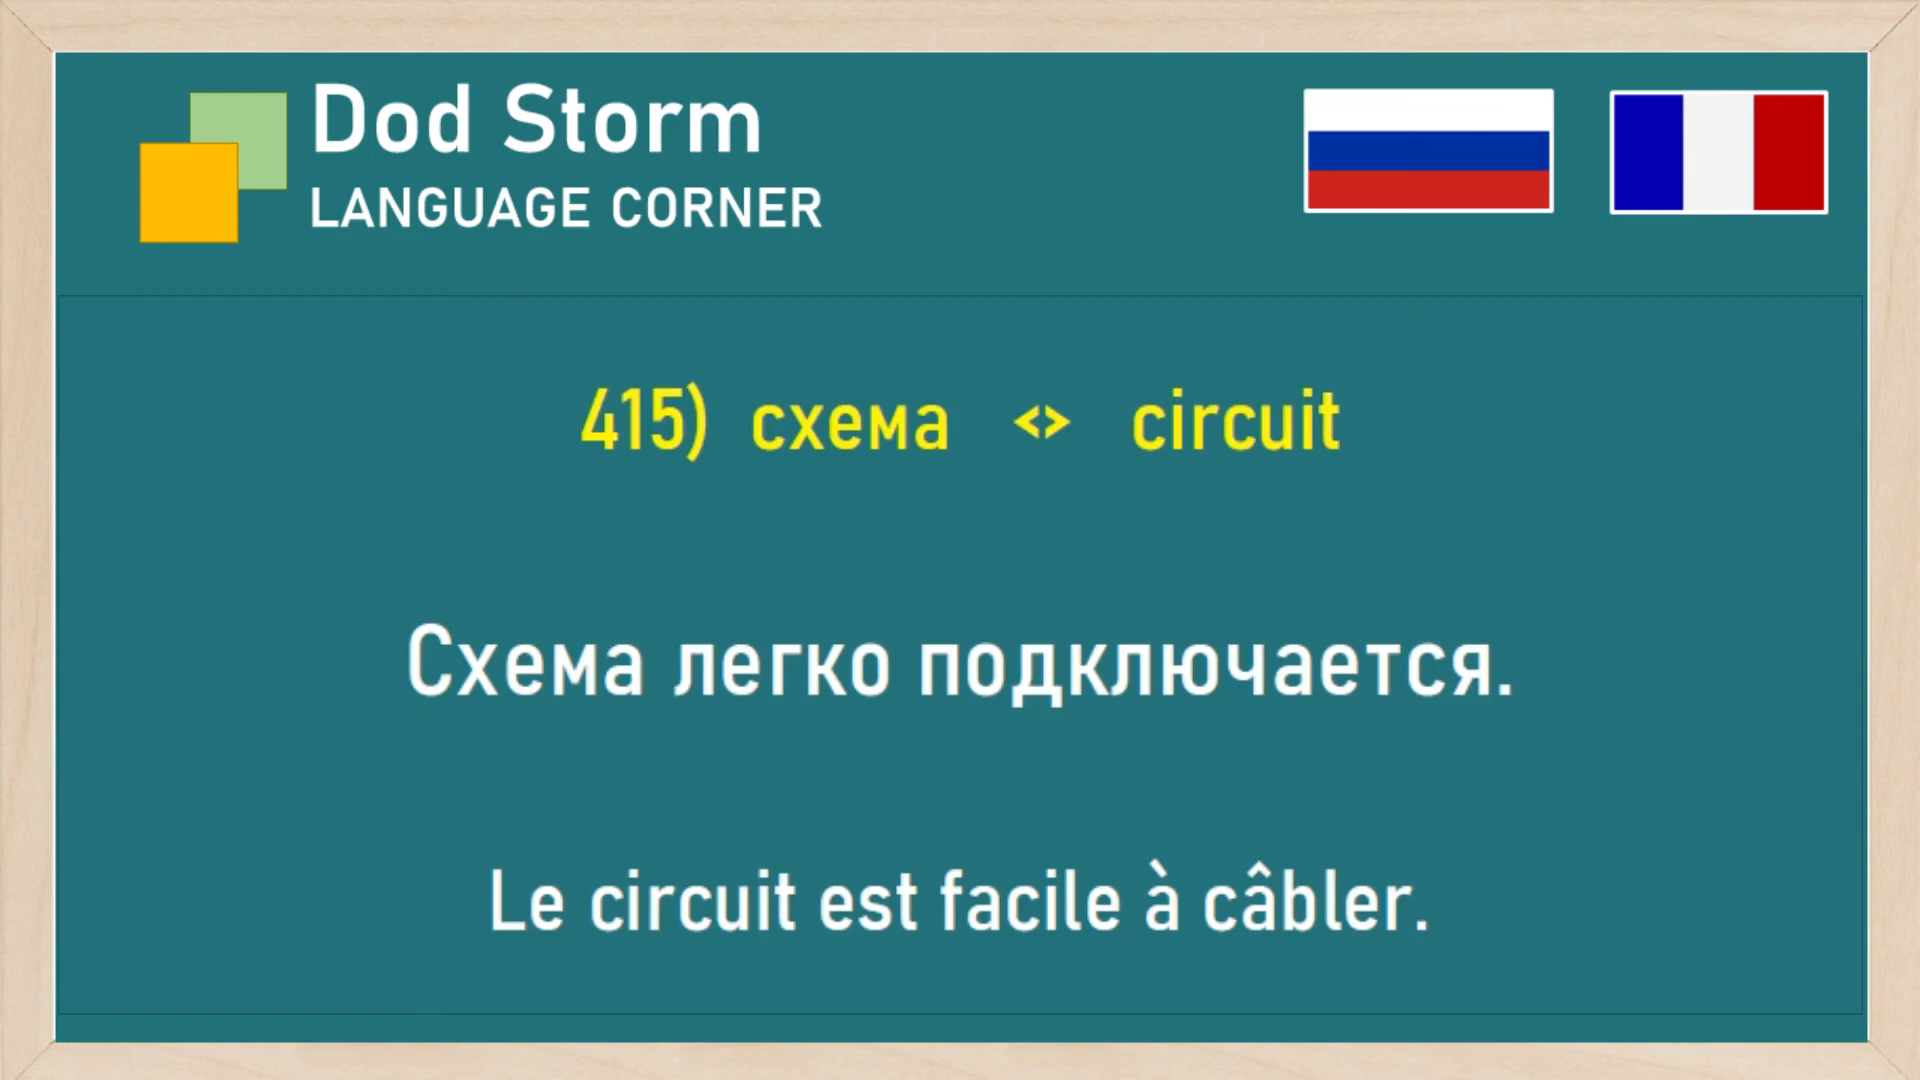 Dod Storm
LANGUAGE CORNER
415) схема <> circuit
Схема легко подключается.
Le circuit est facile à câbler.